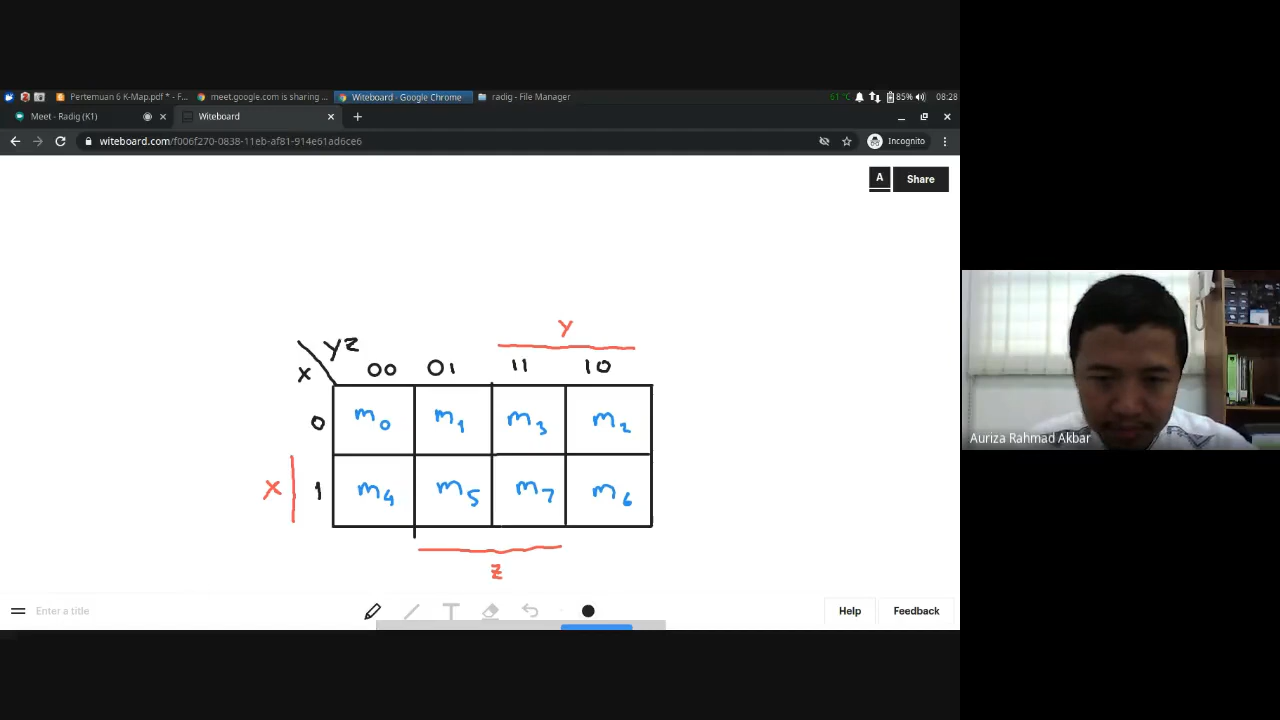 Pertemuan 6 K-Map.pdf * - F... meet.google.com is sharing ... Witeboard - Google Chrome radig - File Manager 61°C 85% 08:28
Meet - Radig (K1) Witeboard
witeboard.com/f006f270-0838-11eb-af81-914e61ad6ce6 Incognito
A Share
y
yz
x 00 01 11 10
0 m0 m1 m3 m2
x 1 m4 m5 m7 m6
z
Auriza Rahmad Akbar
Enter a title T Help Feedback